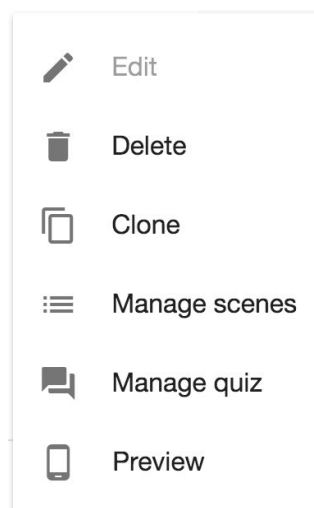 Edit
Delete
Clone
Manage scenes
Manage quiz
Preview